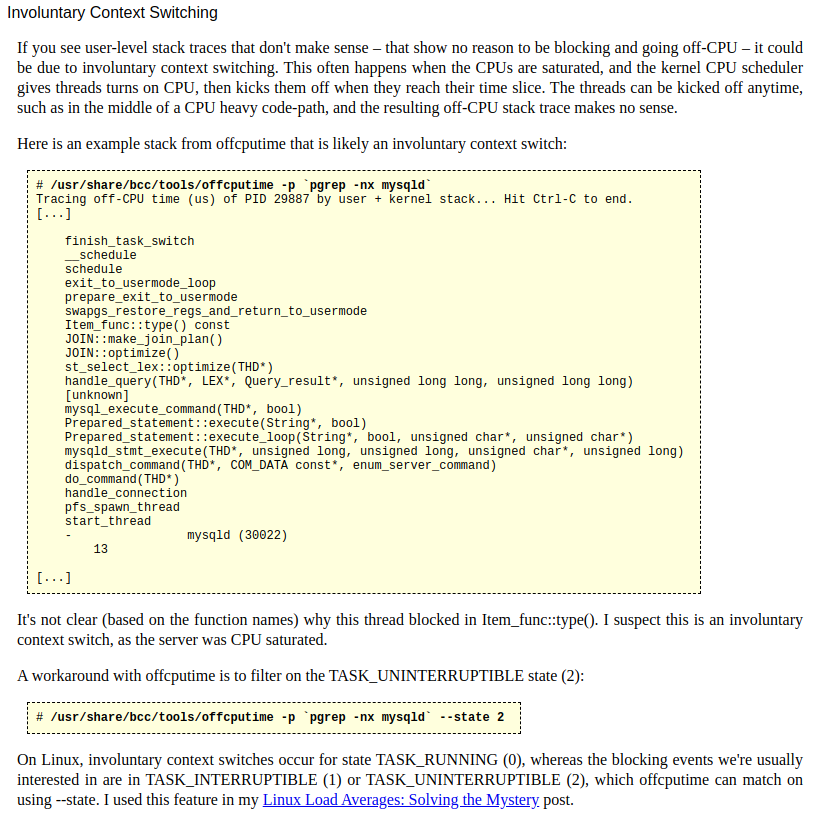 Involuntary Context Switching
If you see user-level stack traces that don't make sense – that show no reason to be blocking and going off-CPU – it could
be due to involuntary context switching. This often happens when the CPUs are saturated, and the kernel CPU scheduler
gives threads turns on CPU, then kicks them off when they reach their time slice. The threads can be kicked off anytime,
such as in the middle of a CPU heavy code-path, and the resulting off-CPU stack trace makes no sense.
Here is an example stack from offcputime that is likely an involuntary context switch:
# /usr/share/bcc/tools/offcputime -p `pgrep -nx mysqld`
Tracing off-CPU time (us) of PID 29887 by user + kernel stack... Hit Ctrl-C to end.
[...]
finish_task_switch
__schedule
schedule
exit_to_usermode_loop
prepare_exit_to_usermode
swapgs_restore_regs_and_return_to_usermode
Item_func::type() const
JOIN::make_join_plan()
JOIN::optimize()
st_select_lex::optimize(THD*)
handle_query(THD*, LEX*, Query_result*, unsigned long long, unsigned long long)
[unknown]
mysql_execute_command(THD*, bool)
Prepared_statement::execute(String*, bool)
Prepared_statement::execute_loop(String*, bool, unsigned char*, unsigned char*)
mysqld_stmt_execute(THD*, unsigned long, unsigned long, unsigned char*, unsigned long)
dispatch_command(THD*, COM_DATA const*, enum_server_command)
do_command(THD*)
handle_connection
pfs_spawn_thread
start_thread
- mysqld (30022)
13
[...]
It's not clear (based on the function names) why this thread blocked in Item_func::type(). I suspect this is an involuntary
context switch, as the server was CPU saturated.
A workaround with offcputime is to filter on the TASK_UNINTERRUPTIBLE state (2):
# /usr/share/bcc/tools/offcputime -p `pgrep -nx mysqld` --state 2
On Linux, involuntary context switches occur for state TASK_RUNNING (0), whereas the blocking events we're usually
interested in are in TASK_INTERRUPTIBLE (1) or TASK_UNINTERRUPTIBLE (2), which offcputime can match on
using --state. I used this feature in my Linux Load Averages: Solving the Mystery post.